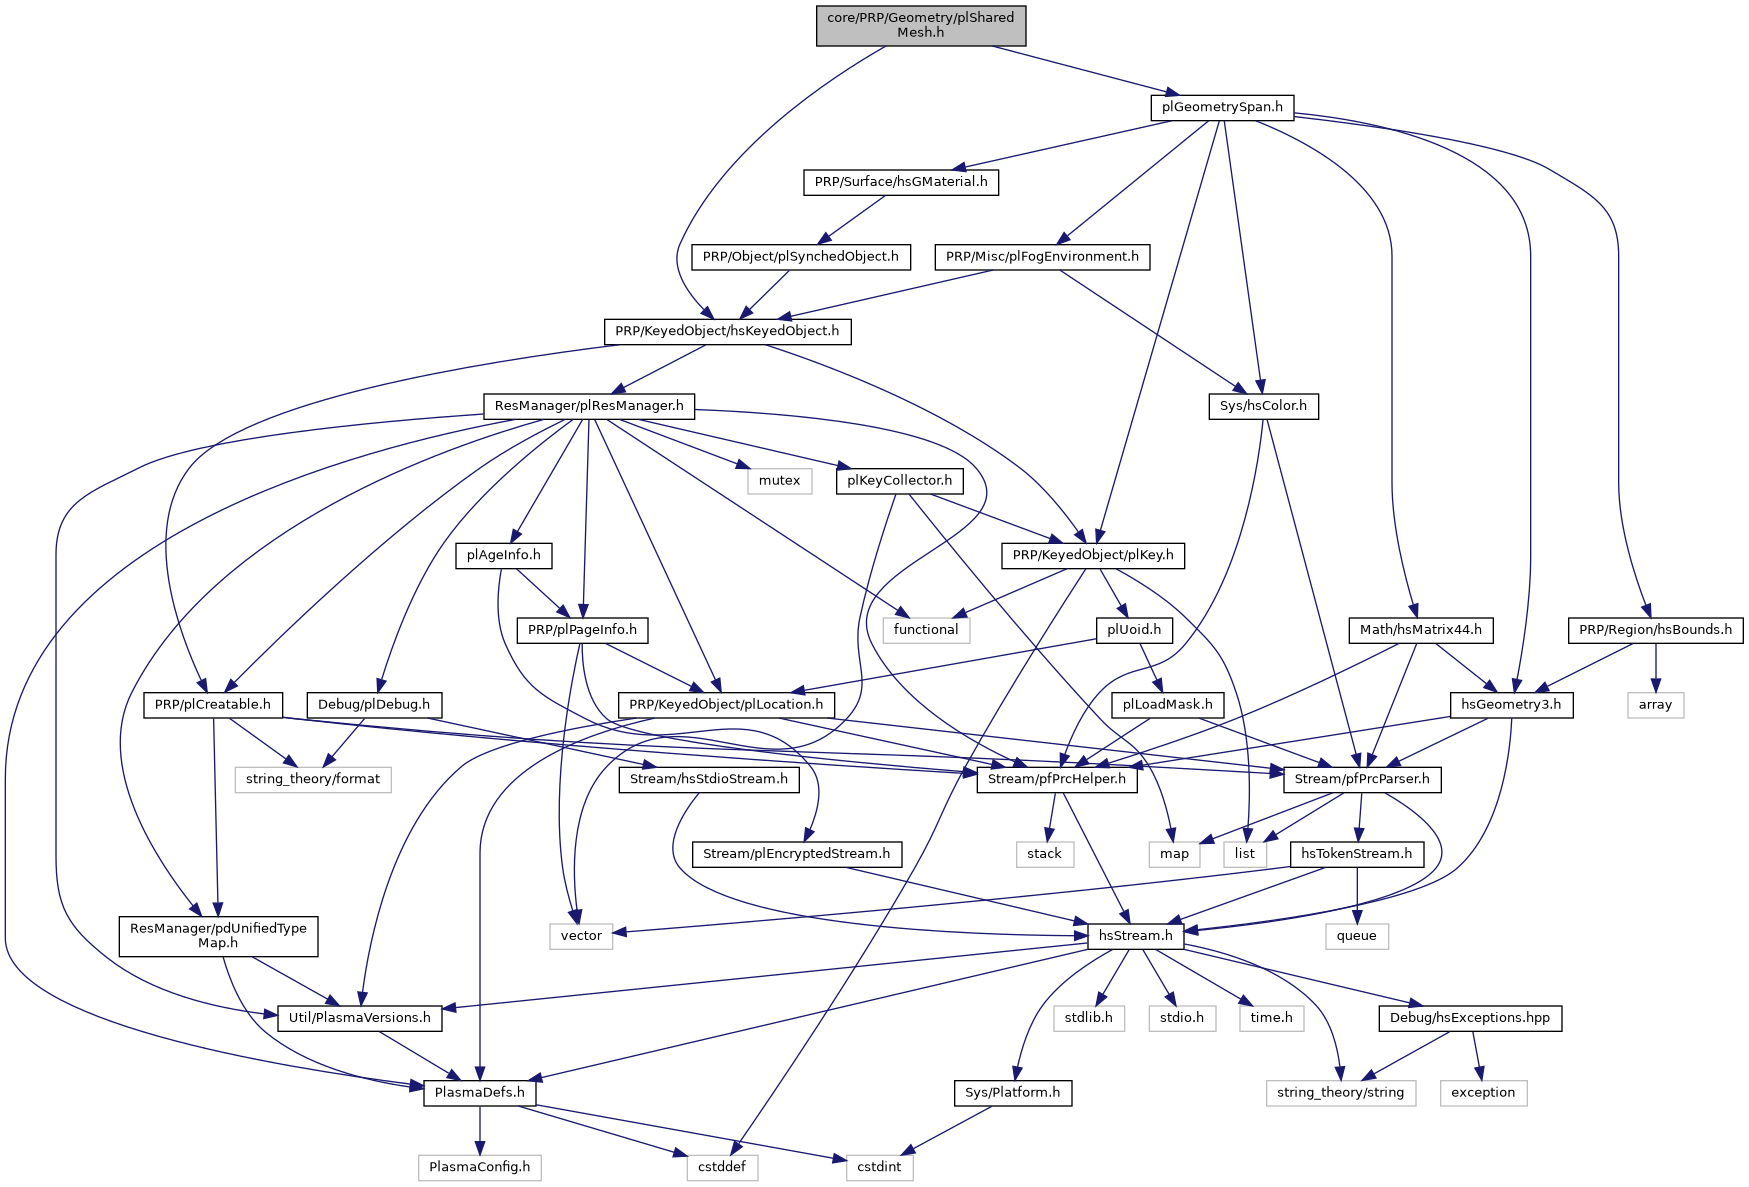 core/PRP/Geometry/plShared
Mesh.h
plGeometrySpan.h
PRP/Surface/hsGMaterial.h
PRP/Object/plSynchedObject.h
PRP/Misc/plFogEnvironment.h
PRP/KeyedObject/hsKeyedObject.h
ResManager/plResManager.h
Sys/hsColor.h
mutex
plKeyCollector.h
plAgeInfo.h
PRP/KeyedObject/plKey.h
PRP/plPageInfo.h
functional
plUoid.h
Math/hsMatrix44.h
PRP/Region/hsBounds.h
PRP/plCreatable.h
Debug/plDebug.h
PRP/KeyedObject/plLocation.h
plLoadMask.h
hsGeometry3.h
array
string_theory/format
Stream/hsStdioStream.h
Stream/pfPrcHelper.h
Stream/pfPrcParser.h
Stream/plEncryptedStream.h
stack
map
list
hsTokenStream.h
ResManager/pdUnifiedType
Map.h
vector
hsStream.h
queue
Util/PlasmaVersions.h
stdlib.h
stdio.h
time.h
Debug/hsExceptions.hpp
PlasmaDefs.h
Sys/Platform.h
string_theory/string
exception
PlasmaConfig.h
cstddef
cstdint